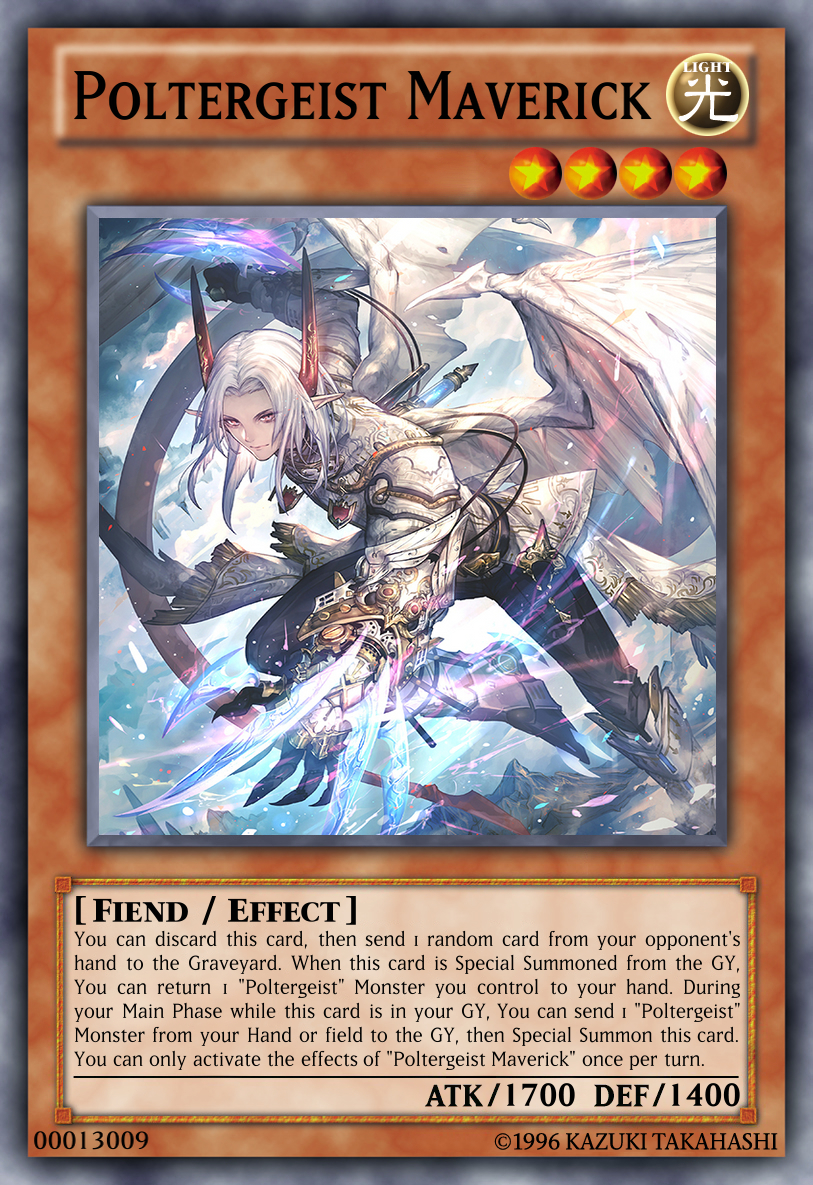 Poltergeist Maverick
LIGHT
光
[ Fiend / Effect ]
You can discard this card, then send 1 random card from your opponent's
hand to the Graveyard. When this card is Special Summoned from the GY,
You can return 1 "Poltergeist" Monster you control to your hand. During
your Main Phase while this card is in your GY, You can send 1 "Poltergeist"
Monster from your Hand or field to the GY, then Special Summon this card.
You can only activate the effects of "Poltergeist Maverick" once per turn.
ATK/1700 DEF/1400
00013009
©1996 KAZUKI TAKAHASHI